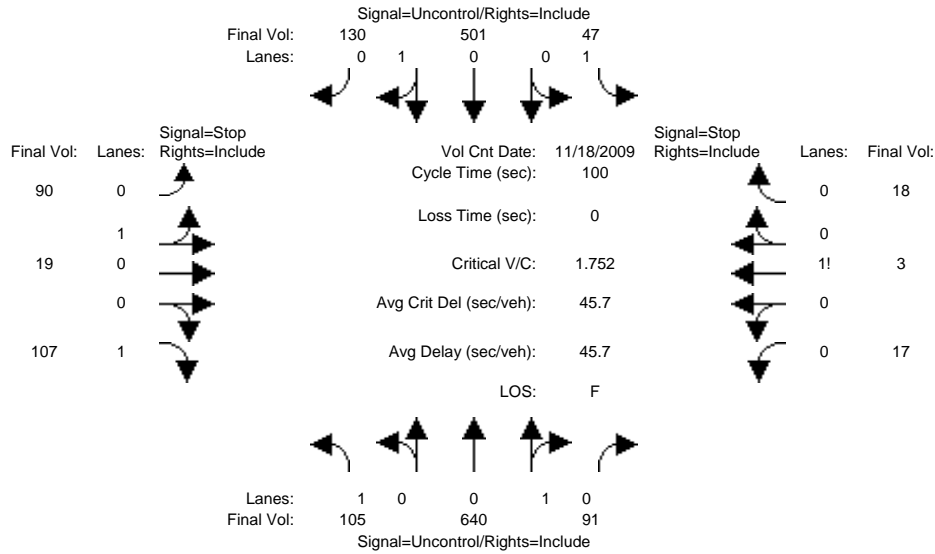 Signal=Uncontrol/Rights=Include
Final Vol: 130 501 47
Lanes: 0 1 0 0 1
Signal=Stop
Final Vol: Lanes: Rights=Include
Vol Cnt Date: 11/18/2009
Signal=Stop
Rights=Include Lanes: Final Vol:
Cycle Time (sec): 100
90 0
0 18
Loss Time (sec): 0
1
0
19 0
Critical V/C: 1.752
1! 3
0
Avg Crit Del (sec/veh): 45.7
0
107 1
Avg Delay (sec/veh): 45.7
0 17
LOS: F
Lanes: 1 0 0 1 0
Final Vol: 105 640 91
Signal=Uncontrol/Rights=Include